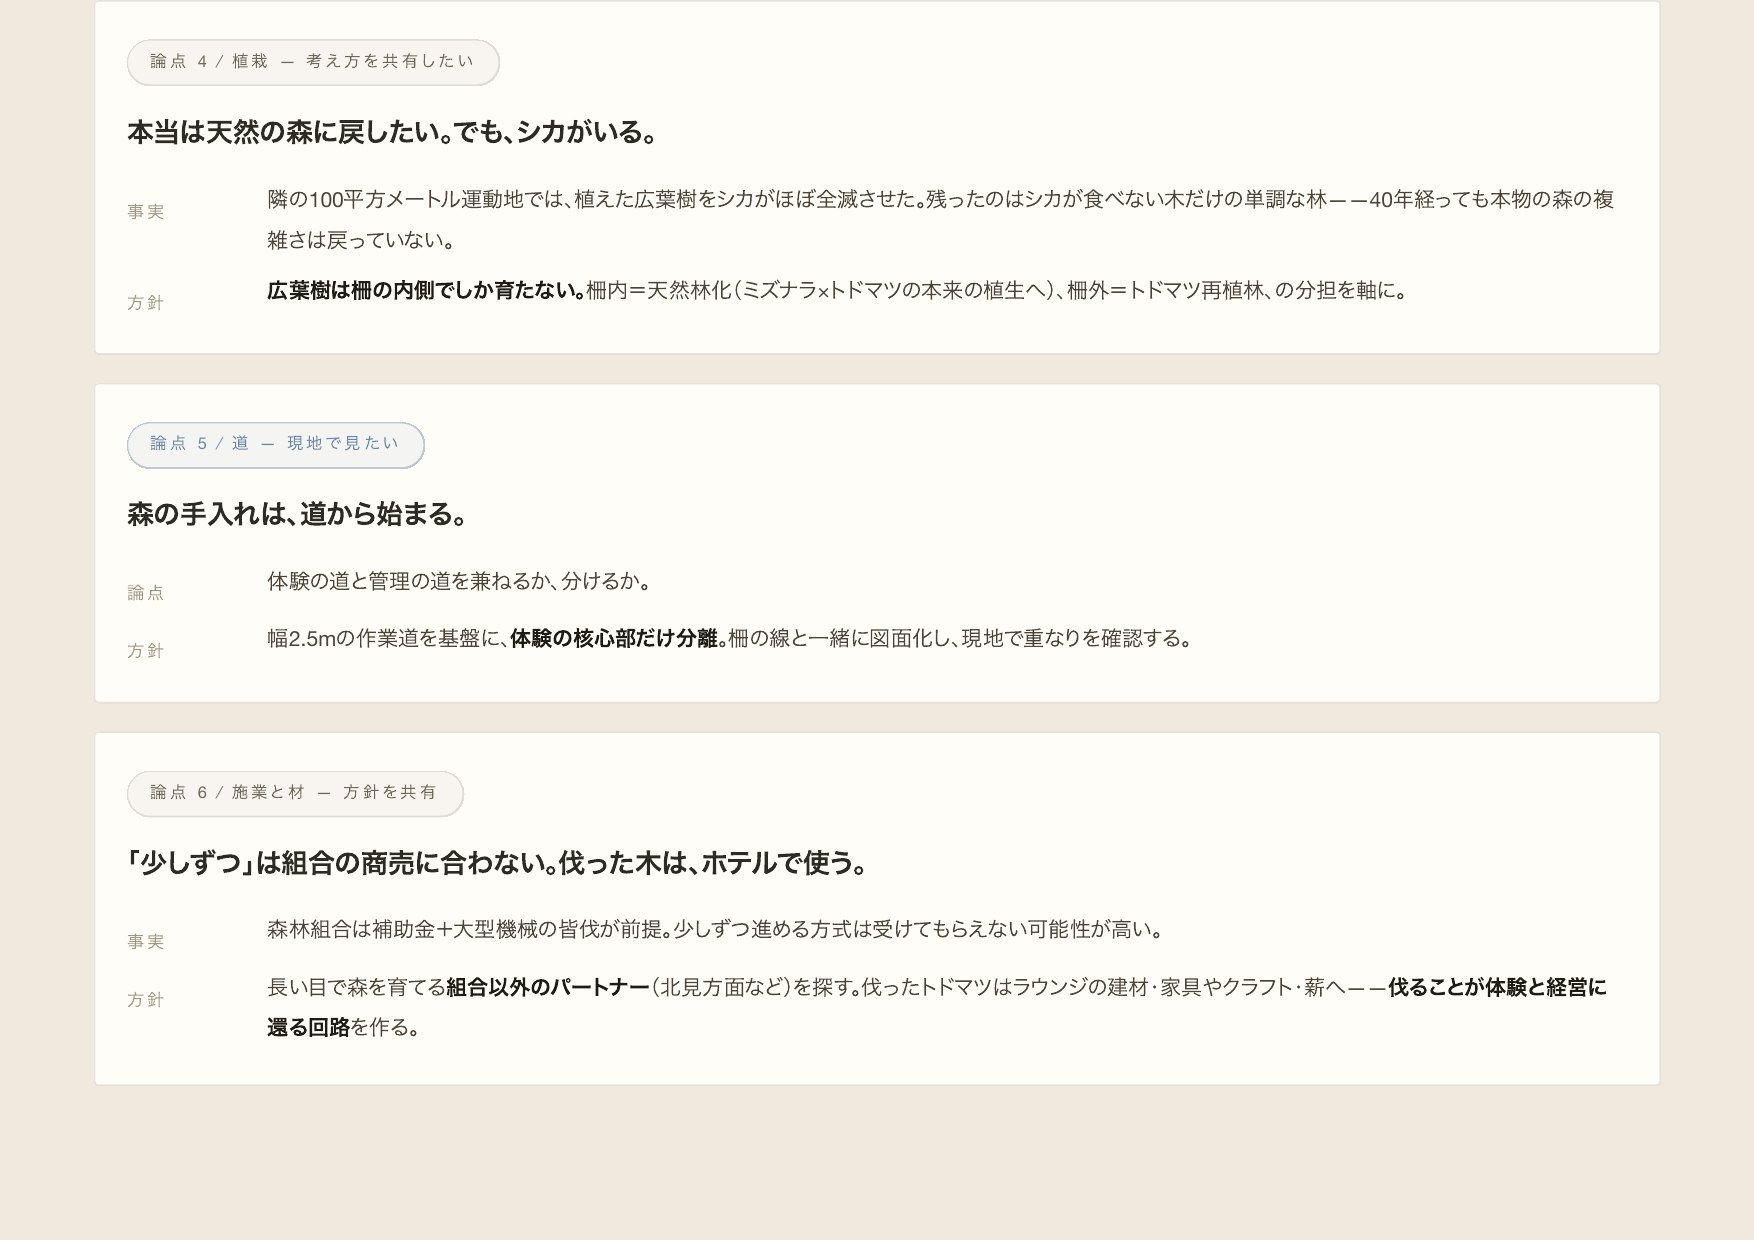 論点 4 / 植栽 — 考え方を共有したい
本当は天然の森に戻したい。でも、シカがいる。
事実
隣の100平方メートル運動地では、植えた広葉樹をシカがほぼ全滅させた。残ったのはシカが食べない木だけの単調な林——40年経っても本物の森の複
雑さは戻っていない。
方針
広葉樹は柵の内側でしか育たない。柵内＝天然林化（ミズナラ×トドマツの本来の植生へ）、柵外＝トドマツ再植林、の分担を軸に。
論点 5 / 道 — 現地で見たい
森の手入れは、道から始まる。
論点
体験の道と管理の道を兼ねるか、分けるか。
方針
幅2.5mの作業道を基盤に、体験の核心部だけ分離。柵の線と一緒に図面化し、現地で重なりを確認する。
論点 6 / 施業と材 — 方針を共有
「少しずつ」は組合の商売に合わない。伐った木は、ホテルで使う。
事実
森林組合は補助金＋大型機械の皆伐が前提。少しずつ進める方式は受けてもらえない可能性が高い。
方針
長い目で森を育てる組合以外のパートナー（北見方面など）を探す。伐ったトドマツはラウンジの建材・家具やクラフト・薪へ——伐ることが体験と経営に
還る回路を作る。